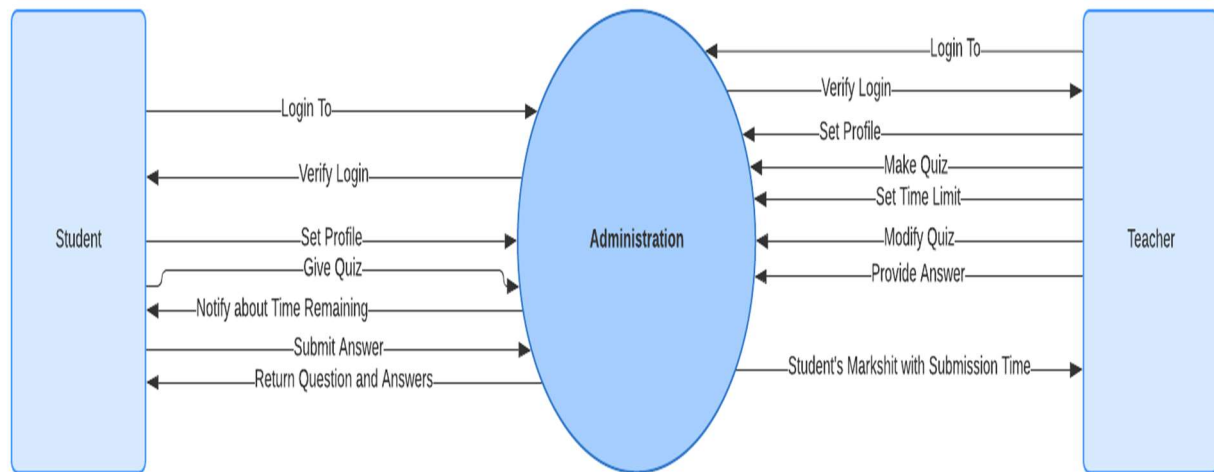 Login To
Login To
Verify Login
Login To
Set Profile
Make Quiz
Verify Login
Set Time Limit
Student
Set Profile
Administration
Modify Quiz
Teacher
Give Quiz
Provide Answer
Notify about Time Remaining
Submit Answer
Student's Markshit with Submission Time
Return Question and Answers